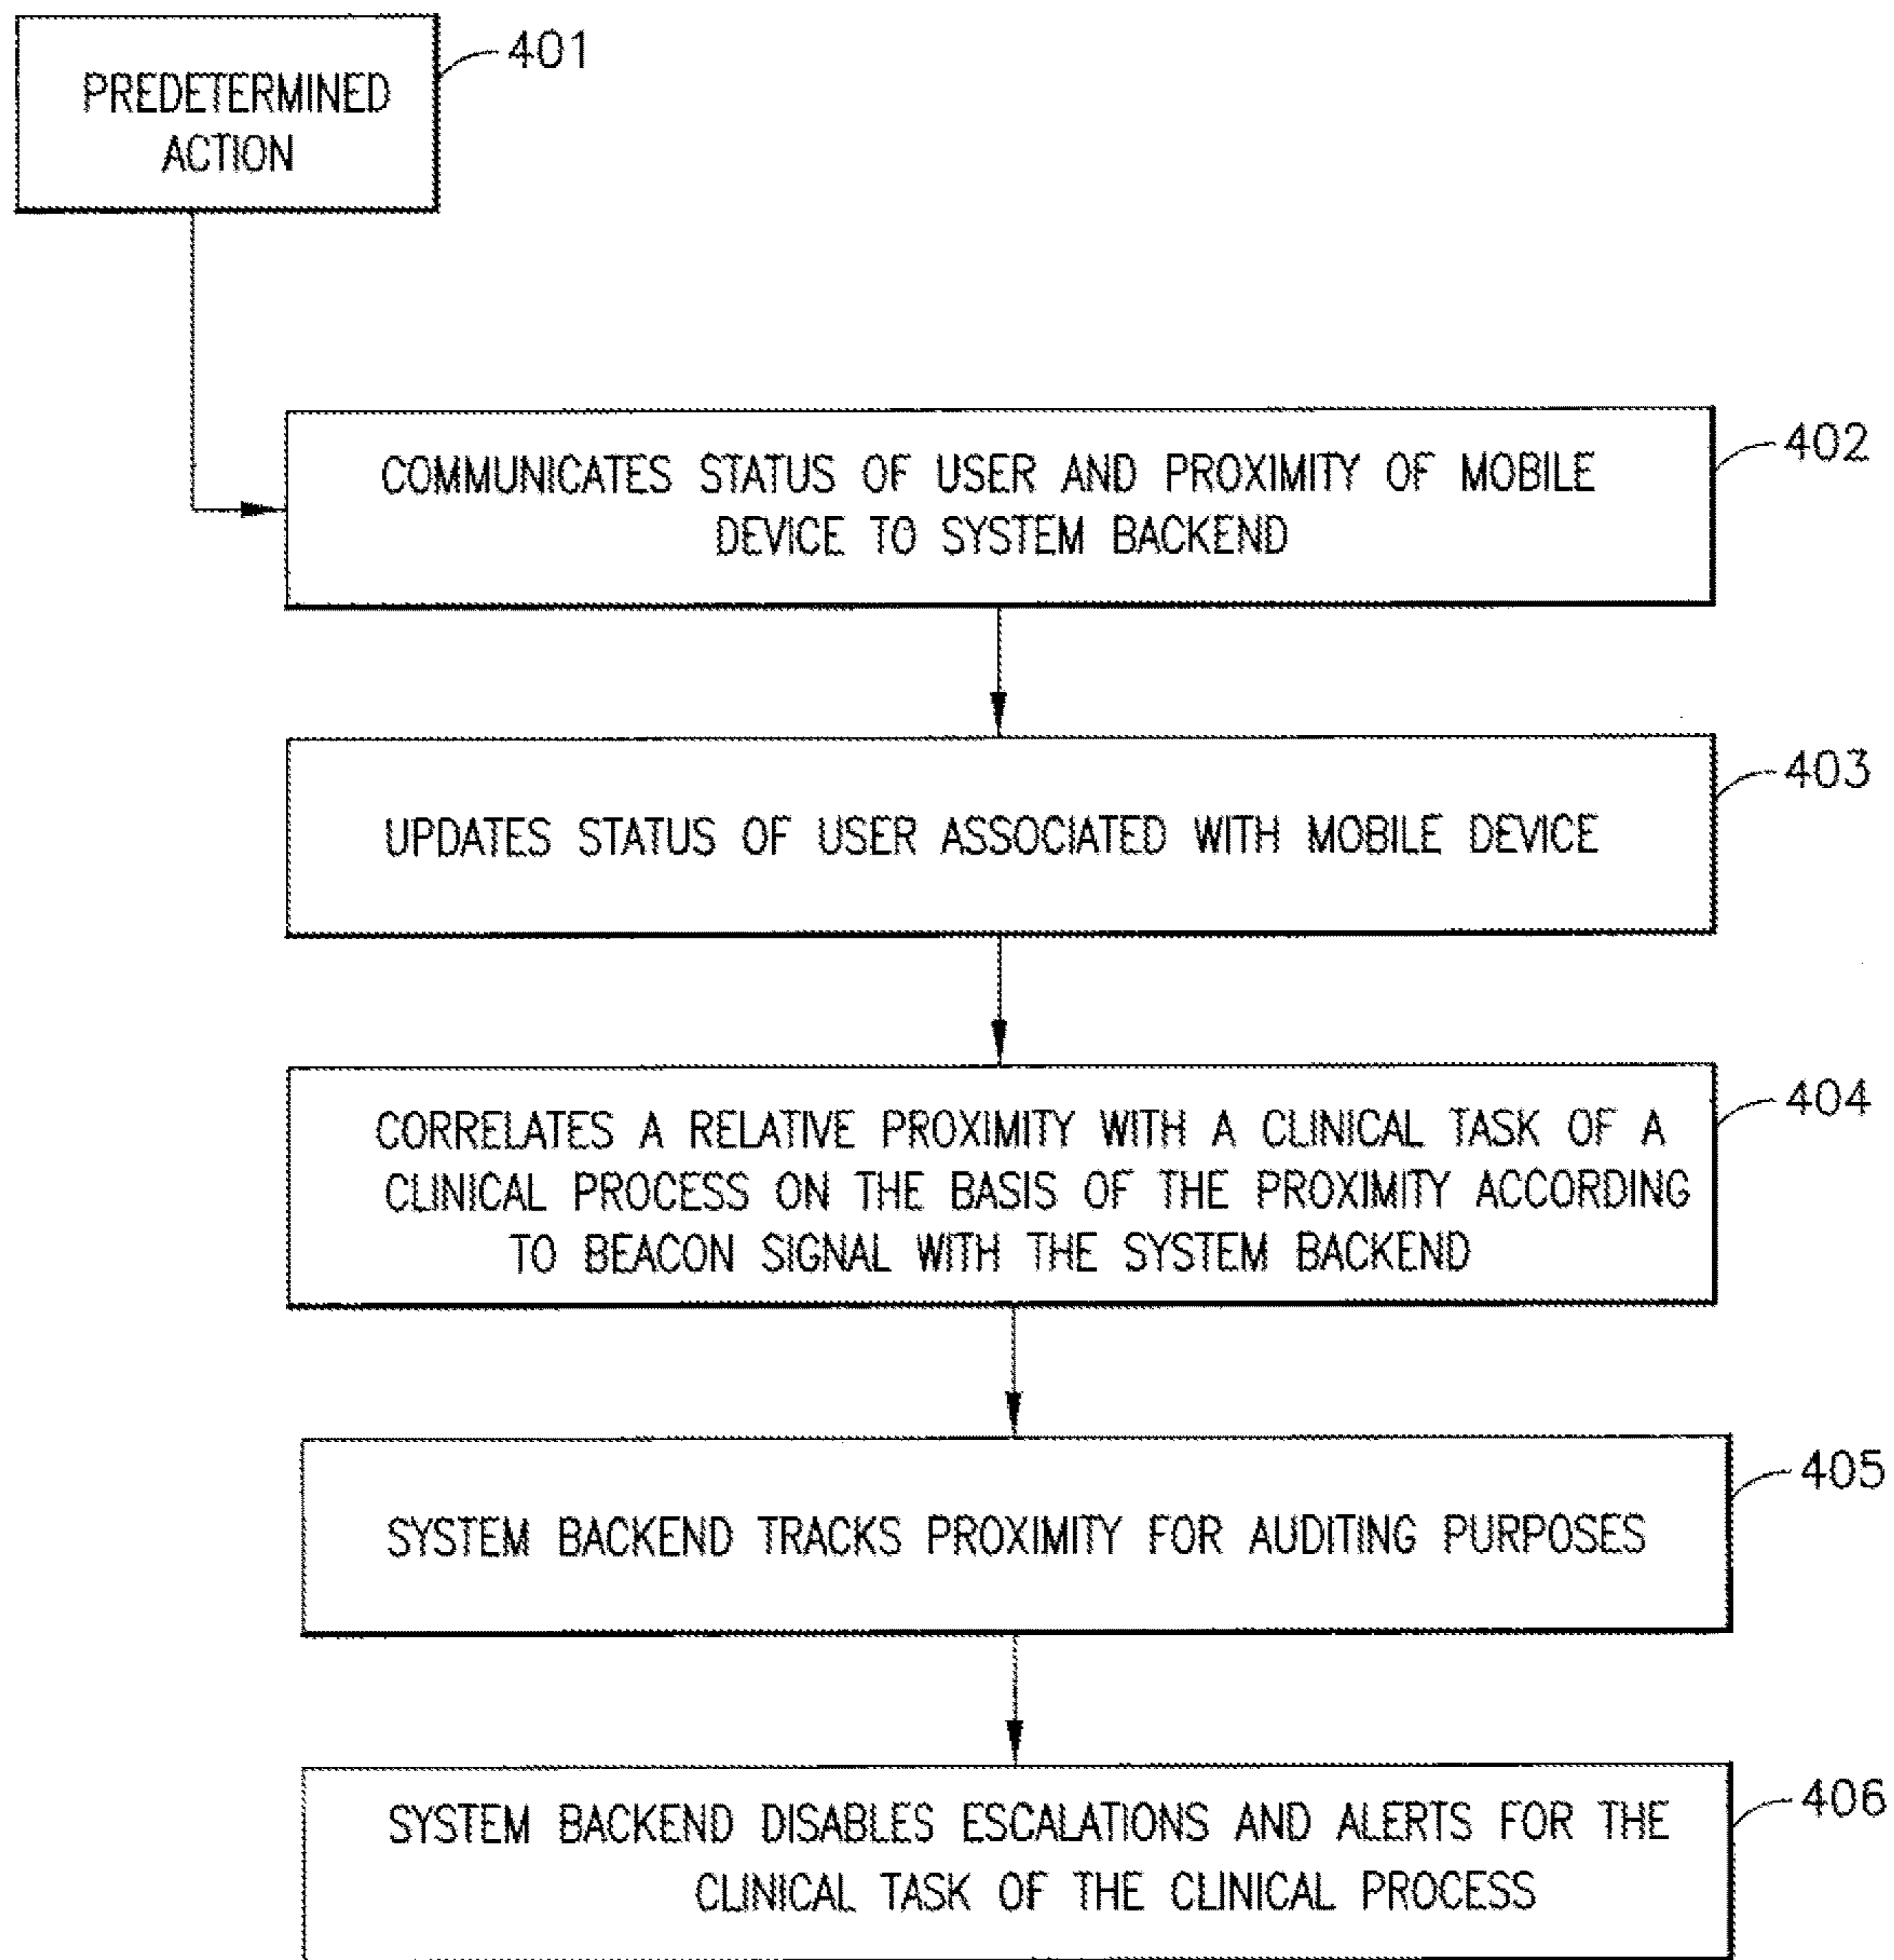 PREDETERMINED
ACTION
401
COMMUNICATES STATUS OF USER AND PROXIMITY OF MOBILE
DEVICE TO SYSTEM BACKEND
402
UPDATES STATUS OF USER ASSOCIATED WITH MOBILE DEVICE
403
CORRELATES A RELATIVE PROXIMITY WITH A CLINICAL TASK OF A
CLINICAL PROCESS ON THE BASIS OF THE PROXIMITY ACCORDING
TO BEACON SIGNAL WITH THE SYSTEM BACKEND
404
SYSTEM BACKEND TRACKS PROXIMITY FOR AUDITING PURPOSES
405
SYSTEM BACKEND DISABLES ESCALATIONS AND ALERTS FOR THE
CLINICAL TASK OF THE CLINICAL PROCESS
406